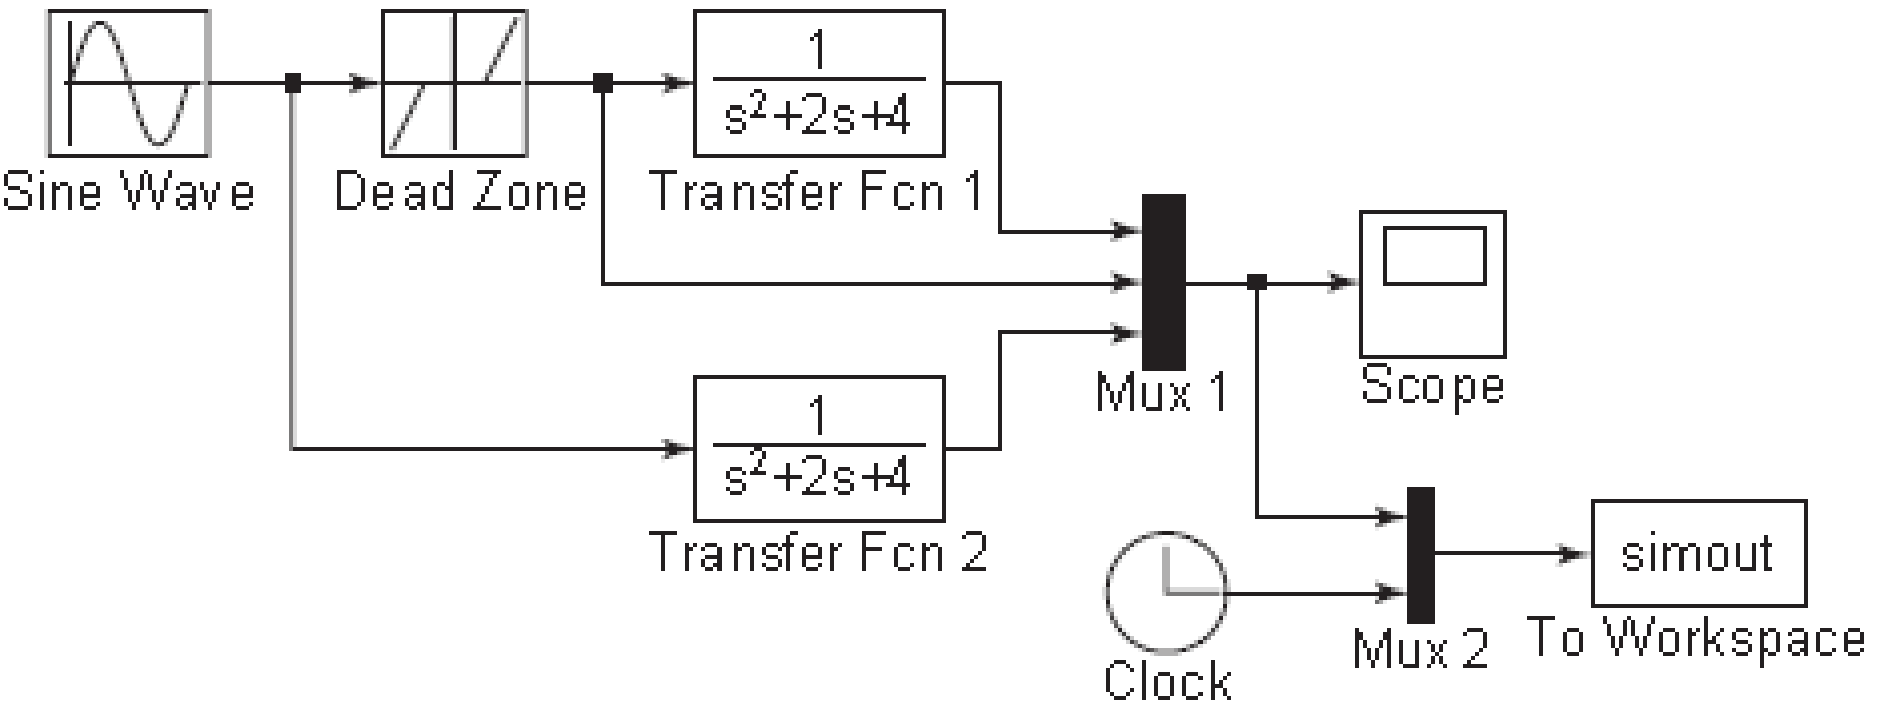 1
s²+2s+4
Sine Wave
Dead Zone
Transfer Fcn 1
Mux 1
Scope
1
s²+2s+4
Transfer Fcn 2
simout
Clock
Mux 2
To Workspace